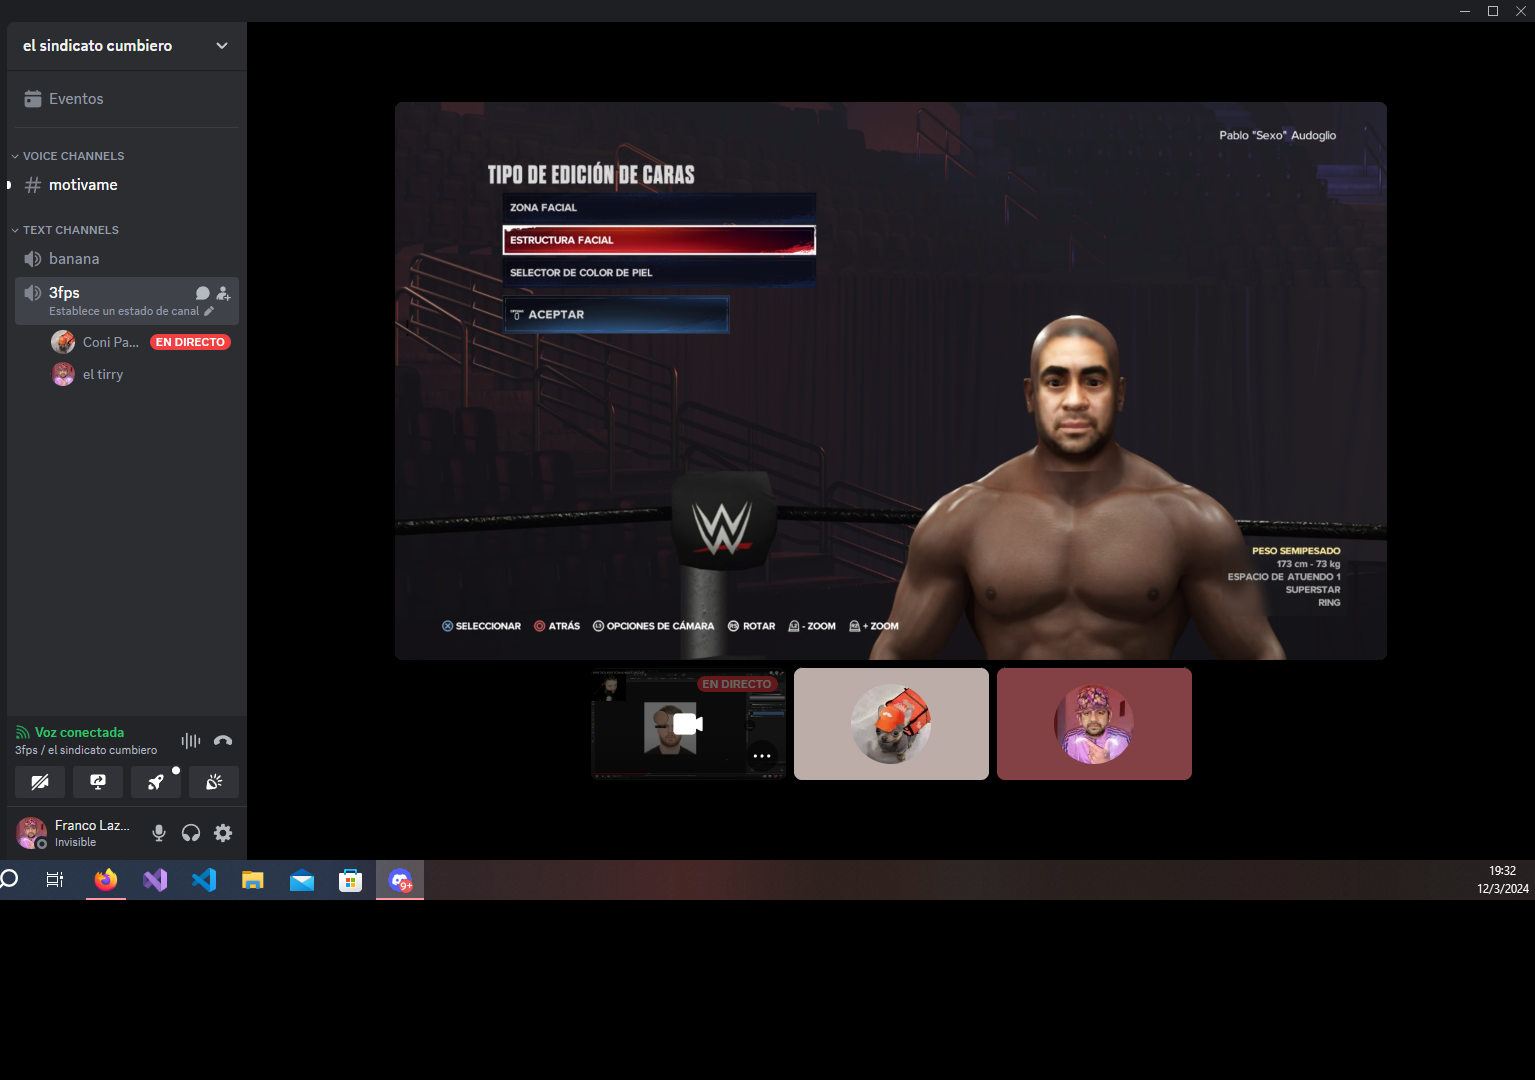 el sindicato cumbiero
Eventos
VOICE CHANNELS
motivame
TEXT CHANNELS
banana
3fps
Establece un estado de canal
Coni Pa... EN DIRECTO
el tirry
Pablo "Sexo" Audoglio
TIPO DE EDICIÓN DE CARAS
ZONA FACIAL
ESTRUCTURA FACIAL
SELECTOR DE COLOR DE PIEL
ACEPTAR
PESO SEMIPESADO
173 cm - 73 kg
ESPACIO DE ATUENDO 1
SUPERSTAR
RING
SELECCIONAR ATRÁS OPCIONES DE CÁMARA ROTAR - ZOOM + ZOOM
EN DIRECTO
Voz conectada
3fps / el sindicato cumbiero
Franco Laz...
Invisible
9+
19:32
12/3/2024